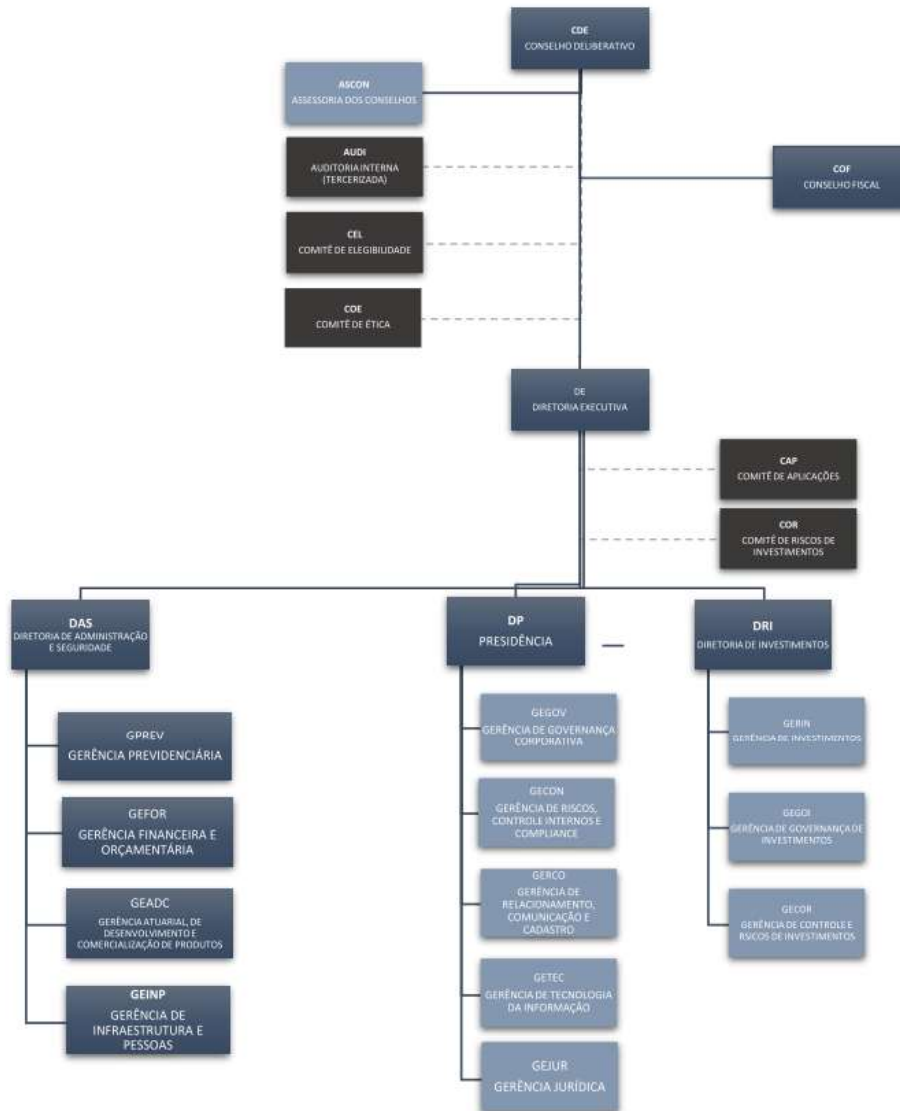 CDE
CONSELHO DELIBERATIVO
ASCON
ASSESSORIA DOS CONSELHOS
AUDI
AUDITORIA INTERNA
(TERCERIZADA)
COF
CONSELHO FISCAL
CEL
COMITÊ DE ELEGIBILIDADE
COE
COMITÊ DE ÉTICA
DE
DIRETORIA EXECUTIVA
CAP
COMITÊ DE APLICAÇÕES
COR
COMITÊ DE RISCOS DE
INVESTIMENTOS
DAS
DIRETORIA DE ADMINISTRAÇÃO
E SEGURIDADE
GPREV
GERÊNCIA PREVIDENCIÁRIA
GEFOR
GERÊNCIA FINANCEIRA E
ORÇAMENTÁRIA
GEADC
GERÊNCIA ATUARIAL, DE
DESENVOLVIMENTO E
COMERCIALIZAÇÃO DE PRODUTOS
GEINP
GERÊNCIA DE
INFRAESTRUTURA E
PESSOAS
DP
PRESIDÊNCIA
GEGOV
GERÊNCIA DE GOVERNANÇA
CORPORATIVA
GECON
GERÊNCIA DE RISCOS,
CONTROLE INTERNOS E
COMPLIANCE
GERCO
GERÊNCIA DE
RELACIONAMENTO,
COMUNICAÇÃO E
CADASTRO
GETEC
GERÊNCIA DE TECNOLOGIA
DA INFORMAÇÃO
GEJUR
GERÊNCIA JURÍDICA
DRI
DIRETORIA DE INVESTIMENTOS
GERIN
GERÊNCIA DE INVESTIMENTOS
GEGOI
GERÊNCIA DE GOVERNANÇA DE
INVESTIMENTOS
GECOR
GERÊNCIA DE CONTROLE E
RSICOS DE INVESTIMENTOS